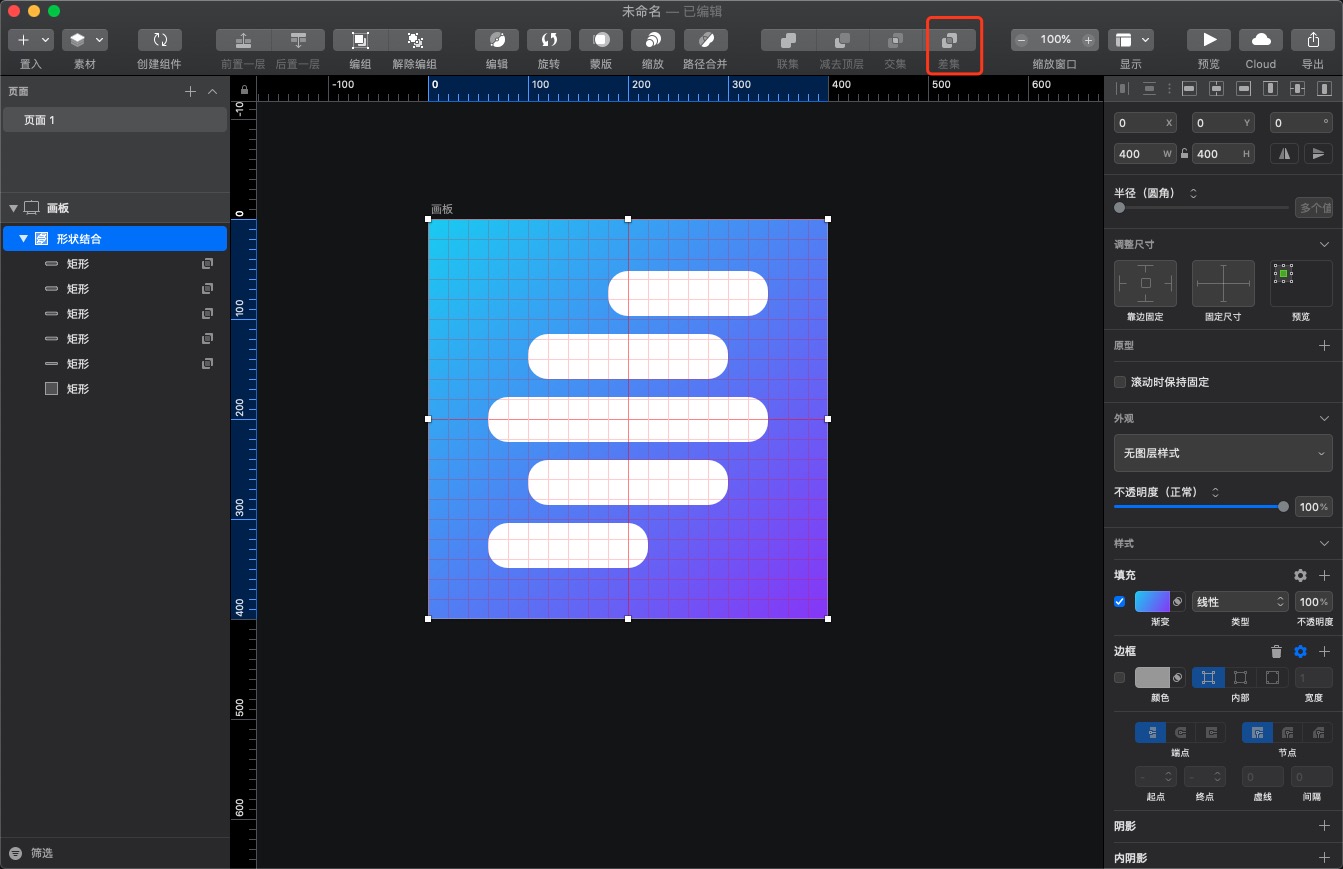 未命名 — 已编辑
置入 素材 创建组件 前置一层 后置一层 编组 解除编组 编辑 旋转 蒙版 缩放 路径合并 联集 减去顶层 交集 差集 100% 缩放窗口 显示 预览 Cloud 导出
页面
页面 1
画板
形状结合
矩形
矩形
矩形
矩形
矩形
矩形
筛选
-100 0 100 200 300 400 500 600
-10
0
100
200
300
400
500
600
画板
0 X 0 Y 0 °
400 W 400 H
半径（圆角）
多个值
调整尺寸
靠边固定 固定尺寸 预览
原型
滚动时保持固定
外观
无图层样式
不透明度（正常）
100%
样式
填充
线性 100%
渐变 类型 不透明度
边框
1
颜色 内部 宽度
端点 节点
- - 0 0
起点 终点 虚线 间隔
阴影
内阴影